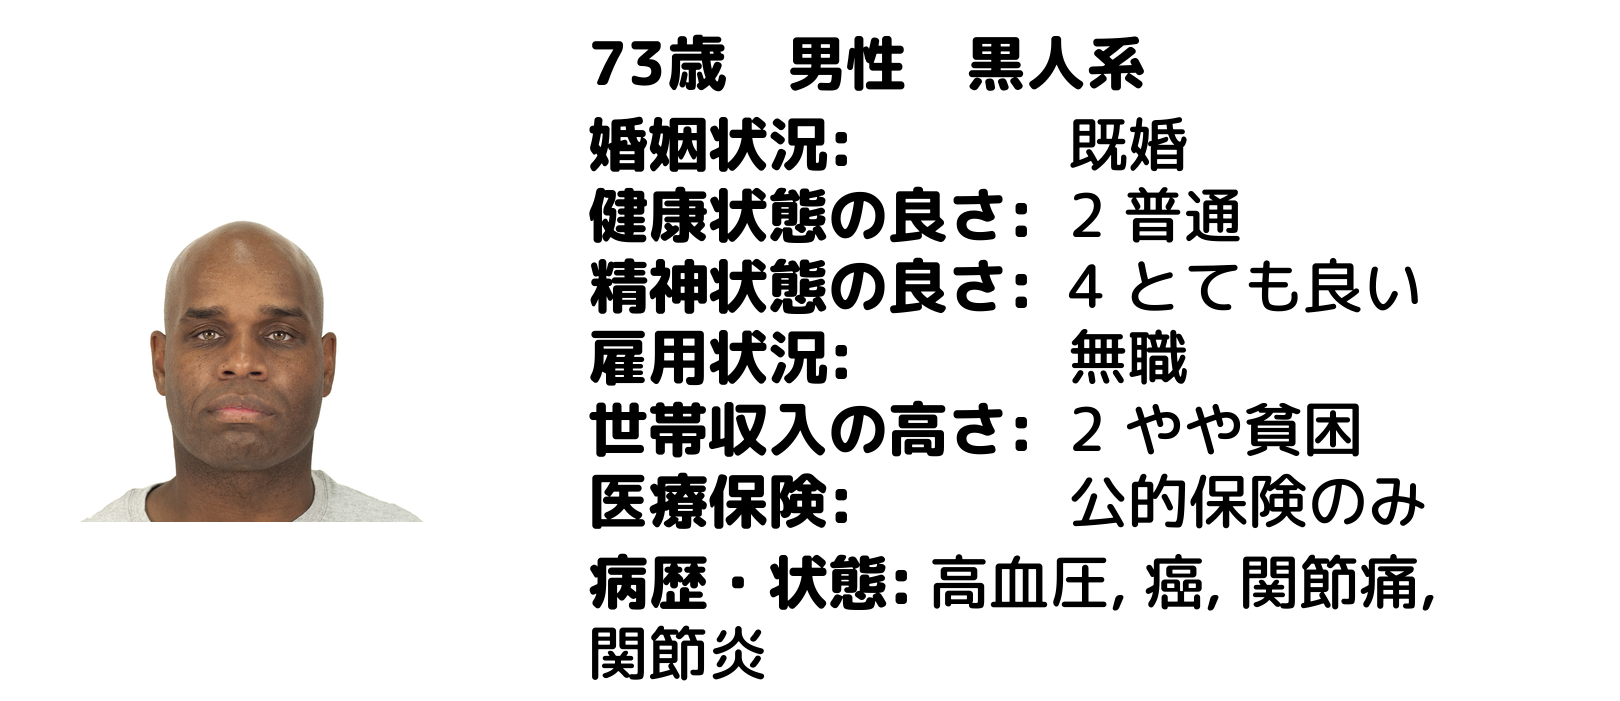 73歳　男性　黒人系
婚姻状況: 既婚
健康状態の良さ: 2 普通
精神状態の良さ: 4 とても良い
雇用状況: 無職
世帯収入の高さ: 2 やや貧困
医療保険: 公的保険のみ
病歴・状態: 高血圧, 癌, 関節痛,
関節炎